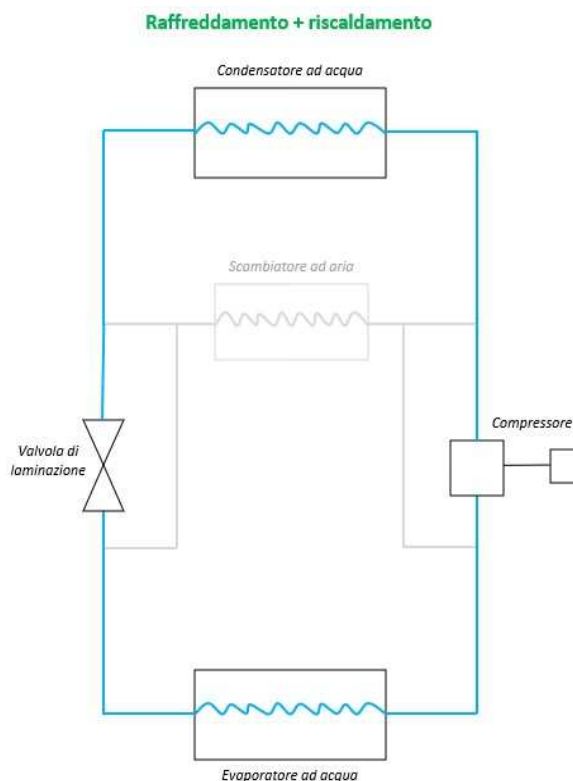 Raffreddamento + riscaldamento
Condensatore ad acqua
Scambiatore ad aria
Compressore
Valvola di
laminazione
Evaporatore ad acqua